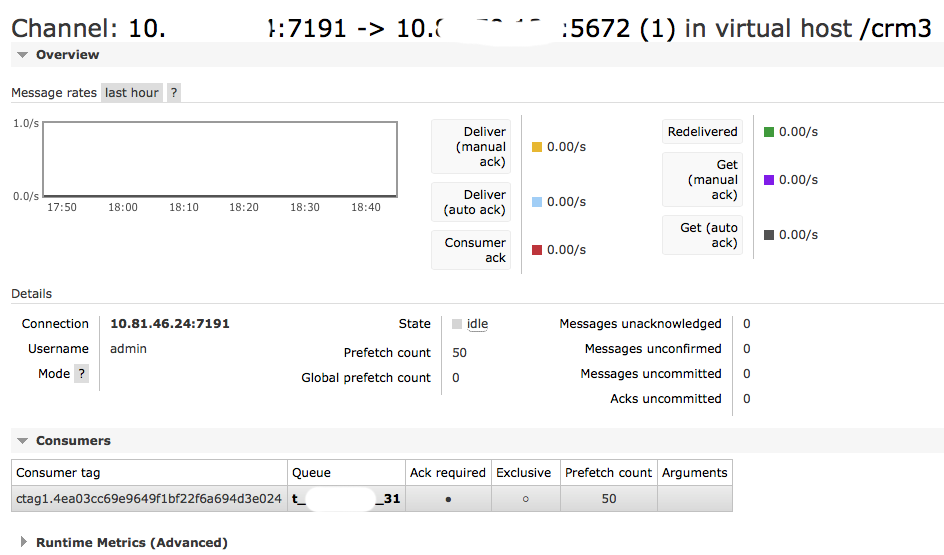 Channel: 10. :7191 -> 10. :5672 (1) in virtual host /crm3
Overview
Message rates last hour ?
1.0/s
0.0/s
17:50 18:00 18:10 18:20 18:30 18:40
Deliver (manual ack) 0.00/s
Deliver (auto ack) 0.00/s
Consumer ack 0.00/s
Redelivered 0.00/s
Get (manual ack) 0.00/s
Get (auto ack) 0.00/s
Details
Connection 10.81.46.24:7191
Username admin
Mode ?
State idle
Prefetch count 50
Global prefetch count 0
Messages unacknowledged 0
Messages unconfirmed 0
Messages uncommitted 0
Acks uncommitted 0
Consumers
Consumer tag Queue Ack required Exclusive Prefetch count Arguments
ctag1.4ea03cc69e9649f1bf22f6a694d3e024 t_ _31 ● ○ 50
Runtime Metrics (Advanced)